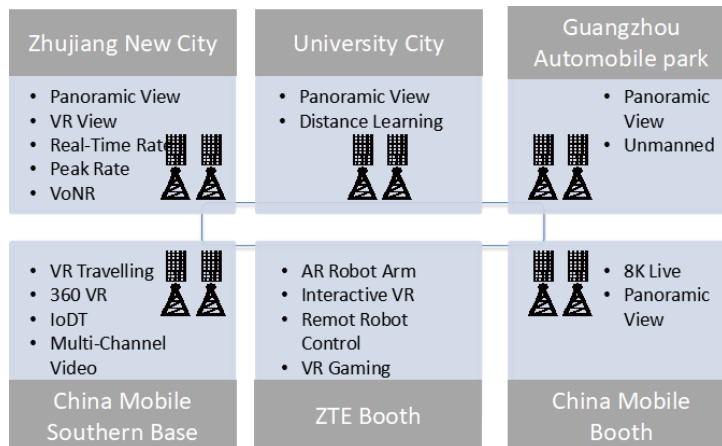 Zhujiang New City
• Panoramic View
• VR View
• Real-Time Rate
• Peak Rate
• VoNR
University City
• Panoramic View
• Distance Learning
Guangzhou
Automobile park
• Panoramic
View
• Unmanned
• VR Travelling
• 360 VR
• IoDT
• Multi-Channel
Video
China Mobile
Southern Base
• AR Robot Arm
• Interactive VR
• Remot Robot
Control
• VR Gaming
ZTE Booth
• 8K Live
• Panoramic
View
China Mobile
Booth